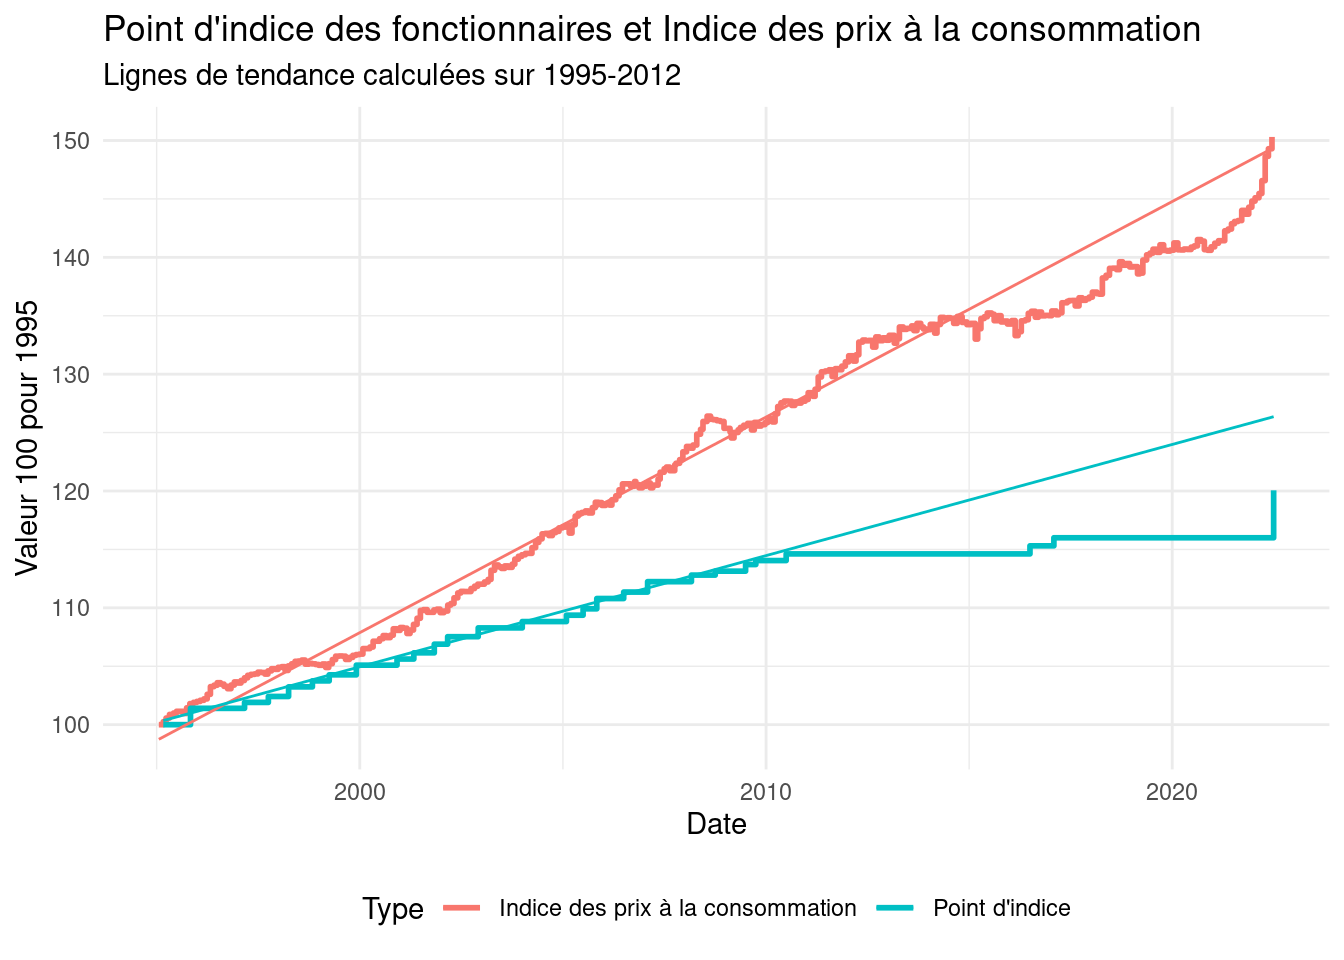 Point d'indice des fonctionnaires et Indice des prix à la consommation
Lignes de tendance calculées sur 1995-2012
150
140
130
120
110
100
Valeur 100 pour 1995
2000
2010
2020
Date
Type
Indice des prix à la consommation
Point d'indice